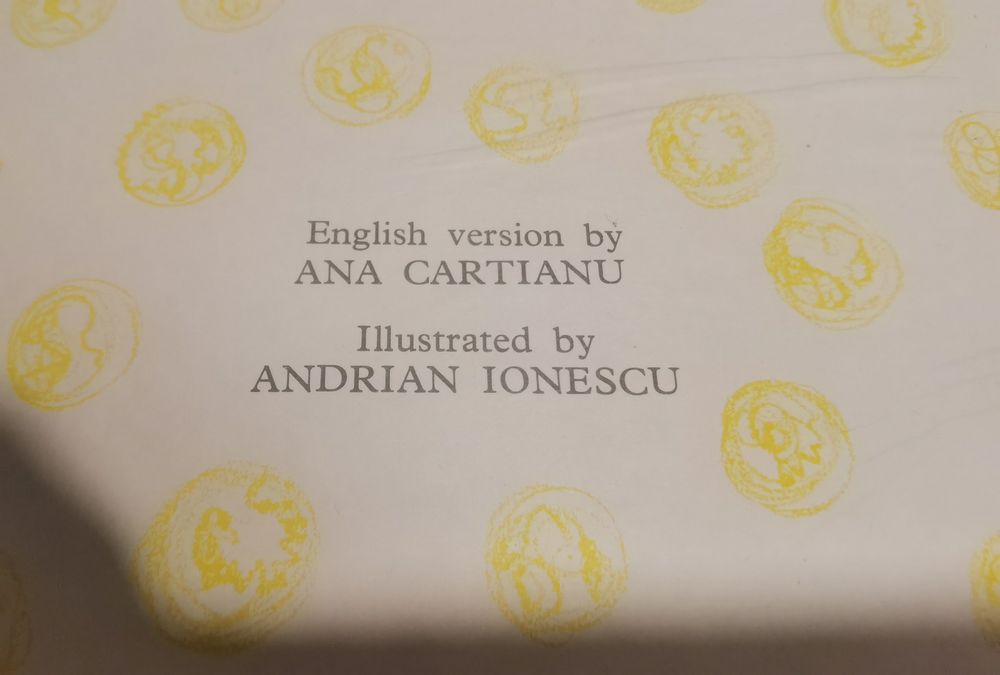 English version by
ANA CARTIANU
Illustrated by
ANDRIAN IONESCU